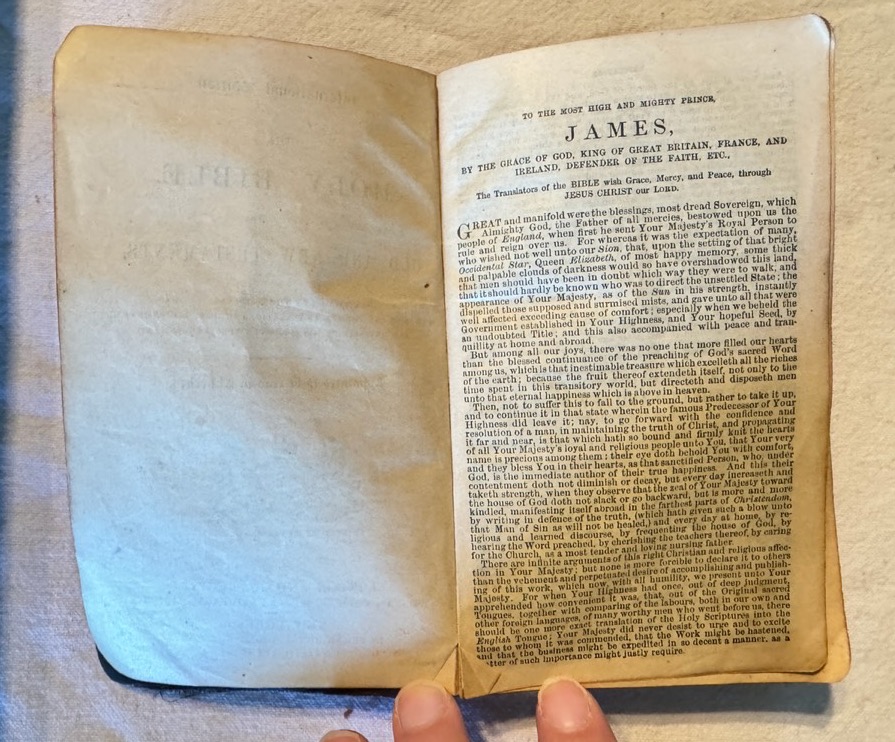 TO THE MOST HIGH AND MIGHTY PRINCE,
JAMES,
BY THE GRACE OF GOD, KING OF GREAT BRITAIN, FRANCE, AND
IRELAND, DEFENDER OF THE FAITH, ETC.,
The Translators of the BIBLE wish Grace, Mercy, and Peace, through
JESUS CHRIST our LORD.
GREAT and manifold were the blessings, most dread Sovereign, which
Almighty God, the Father of all mercies, bestowed upon us the
people of England, when first he sent Your Majesty's Royal Person to
rule and reign over us. For whereas it was the expectation of many,
who wished not well unto our Sion, that, upon the setting of that bright
Occidental Star, Queen Elizabeth, of most happy memory, some thick
and palpable clouds of darkness would so have overshadowed this land,
that men should have been in doubt which way they were to walk, and
that it should hardly be known who was to direct the unsettled State; the
appearance of Your Majesty, as of the Sun in his strength, instantly
dispelled those supposed and surmised mists, and gave unto all that were
well affected exceeding cause of comfort; especially when we beheld the
Government established in Your Highness, and Your hopeful Seed, by
an undoubted Title; and this also accompanied with peace and tran-
quillity at home and abroad.
But among all our joys, there was no one that more filled our hearts
than the blessed continuance of the preaching of God's sacred Word
among us, which is that inestimable treasure which excelleth all the riches
of the earth; because the fruit thereof extendeth itself, not only to the
time spent in this transitory world, but directeth and disposeth men
unto that eternal happiness which is above in heaven.
Then, not to suffer this to fall to the ground, but rather to take it up,
and to continue it in that state wherein the famous Predecessor of Your
Highness did leave it; nay, to go forward with the confidence and
resolution of a man, in maintaining the truth of Christ, and propagating
it far and near, is that which hath so bound and firmly knit the hearts
of all Your Majesty's loyal and religious people unto You, that Your very
name is precious among them; their eye doth behold You with comfort,
and they bless You in their hearts, as that sanctified Person, who, under
God, is the immediate author of their true happiness. And this their
contentment doth not diminish or decay, but every day increaseth and
taketh strength, when they observe that the zeal of Your Majesty toward
the house of God doth not slack or go backward, but is more and more
kindled, manifesting itself abroad in the farthest parts of Christendom,
by writing in defence of the truth, (which hath given such a blow unto
that Man of Sin as will not be healed,) and every day at home, by re-
ligious and learned discourse, by frequenting the house of God, by
hearing the Word preached, by cherishing the teachers thereof, by caring
for the Church, as a most tender and loving nursing father.
There are infinite arguments of this right Christian and religious affec-
tion in Your Majesty; but none is more forcible to declare it to others
than the vehement and perpetuated desire of accomplishing and publish-
ing of this work, which now, with all humility, we present unto Your
Majesty. For when Your Highness had once, out of deep judgment,
apprehended how convenient it was, that, out of the Original sacred
Tongues, together with comparing of the labours, both in our own and
other foreign languages, of many worthy men who went before us, there
should be one more exact translation of the Holy Scriptures into the
English Tongue; Your Majesty did never desist to urge and to excite
those to whom it was commended, that the Work might be hastened,
and that the business might be expedited in so decent a manner, as a
tter of such importance might justly require.